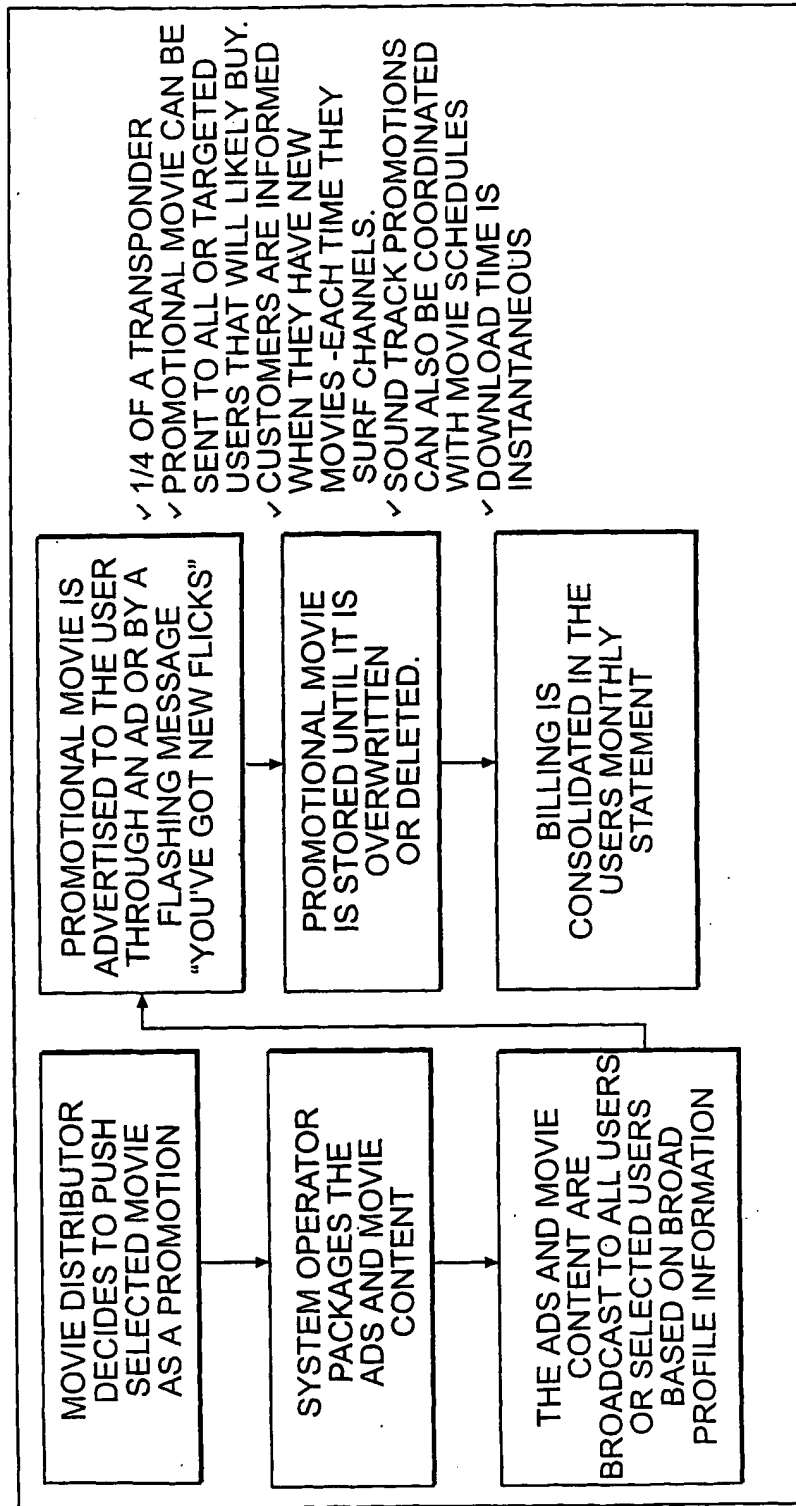 MOVIE DISTRIBUTOR
DECIDES TO PUSH
SELECTED MOVIE
AS A PROMOTION
SYSTEM OPERATOR
PACKAGES THE
ADS AND MOVIE
CONTENT
THE ADS AND MOVIE
CONTENT ARE
BROADCAST TO ALL USERS
OR SELECTED USERS
BASED ON BROAD
PROFILE INFORMATION
PROMOTIONAL MOVIE IS
ADVERTISED TO THE USER
THROUGH AN AD OR BY A
FLASHING MESSAGE
“YOU'VE GOT NEW FLICKS”
PROMOTIONAL MOVIE
IS STORED UNTIL IT IS
OVERWRITTEN
OR DELETED.
BILLING IS
CONSOLIDATED IN THE
USERS MONTHLY
STATEMENT
✓ 1/4 OF A TRANSPONDER
✓ PROMOTIONAL MOVIE CAN BE
SENT TO ALL OR TARGETED
USERS THAT WILL LIKELY BUY.
✓ CUSTOMERS ARE INFORMED
WHEN THEY HAVE NEW
MOVIES -EACH TIME THEY
SURF CHANNELS.
✓ SOUND TRACK PROMOTIONS
CAN ALSO BE COORDINATED
WITH MOVIE SCHEDULES
✓ DOWNLOAD TIME IS
INSTANTANEOUS